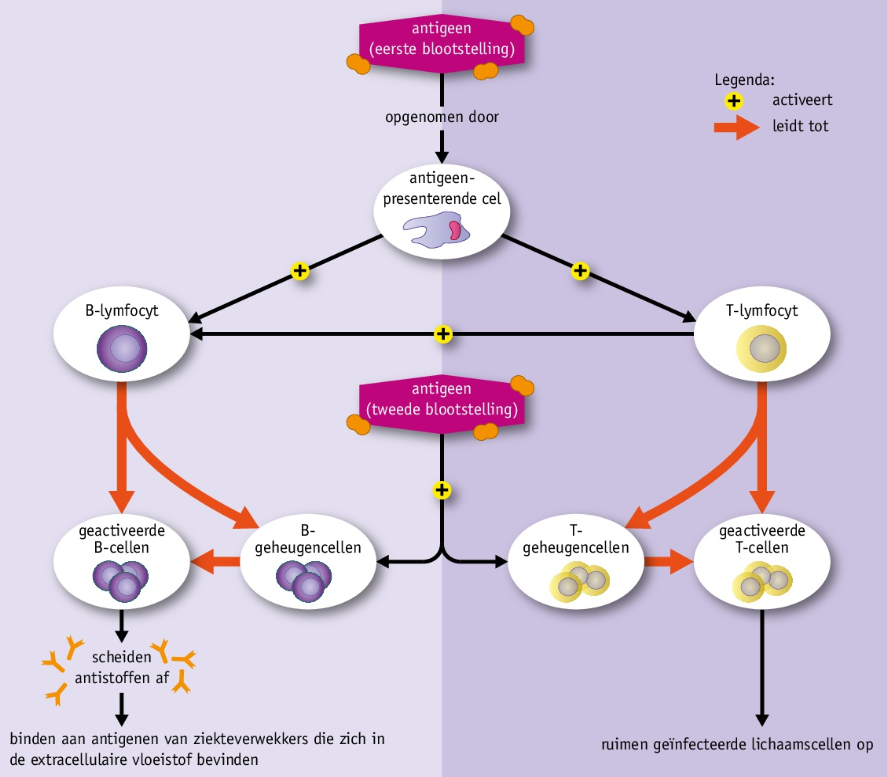 antigeen
(eerste blootstelling)
Legenda:
+ activeert
leidt tot
opgenomen door
antigeen-
presenterende cel
+
+
B-lymfocyt
T-lymfocyt
+
antigeen
(tweede blootstelling)
+
geactiveerde
B-cellen
B-
geheugencellen
T-
geheugencellen
geactiveerde
T-cellen
scheiden
antistoffen af
binden aan antigenen van ziekteverwekkers die zich in
de extracellulaire vloeistof bevinden
ruimen geïnfecteerde lichaamscellen op